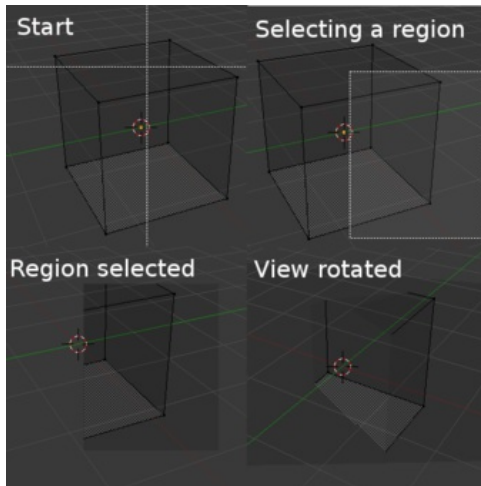 Start
Selecting a region
Region selected
View rotated